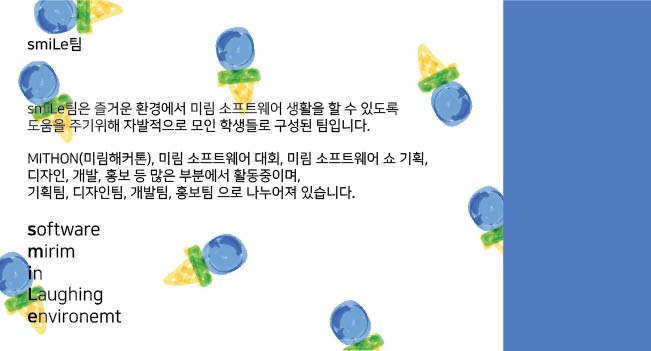 smiLe팀
smiLe팀은 즐거운 환경에서 미림 소프트웨어 생활을 할 수 있도록
도움을 주기위해 자발적으로 모인 학생들로 구성된 팀입니다.
MITHON(미림해커톤), 미림 소프트웨어 대회, 미림 소프트웨어 쇼 기획,
디자인, 개발, 홍보 등 많은 부분에서 활동중이며,
기획팀, 디자인팀, 개발팀, 홍보팀 으로 나누어져 있습니다.
software
mirim
in
Laughing
environemt